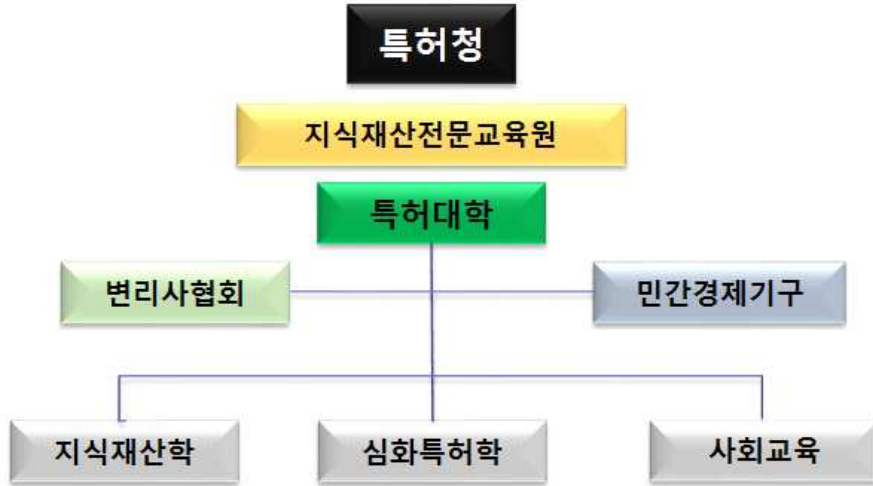 특허청
지식재산전문교육원
특허대학
변리사협회
민간경제기구
지식재산학
심화특허학
사회교육